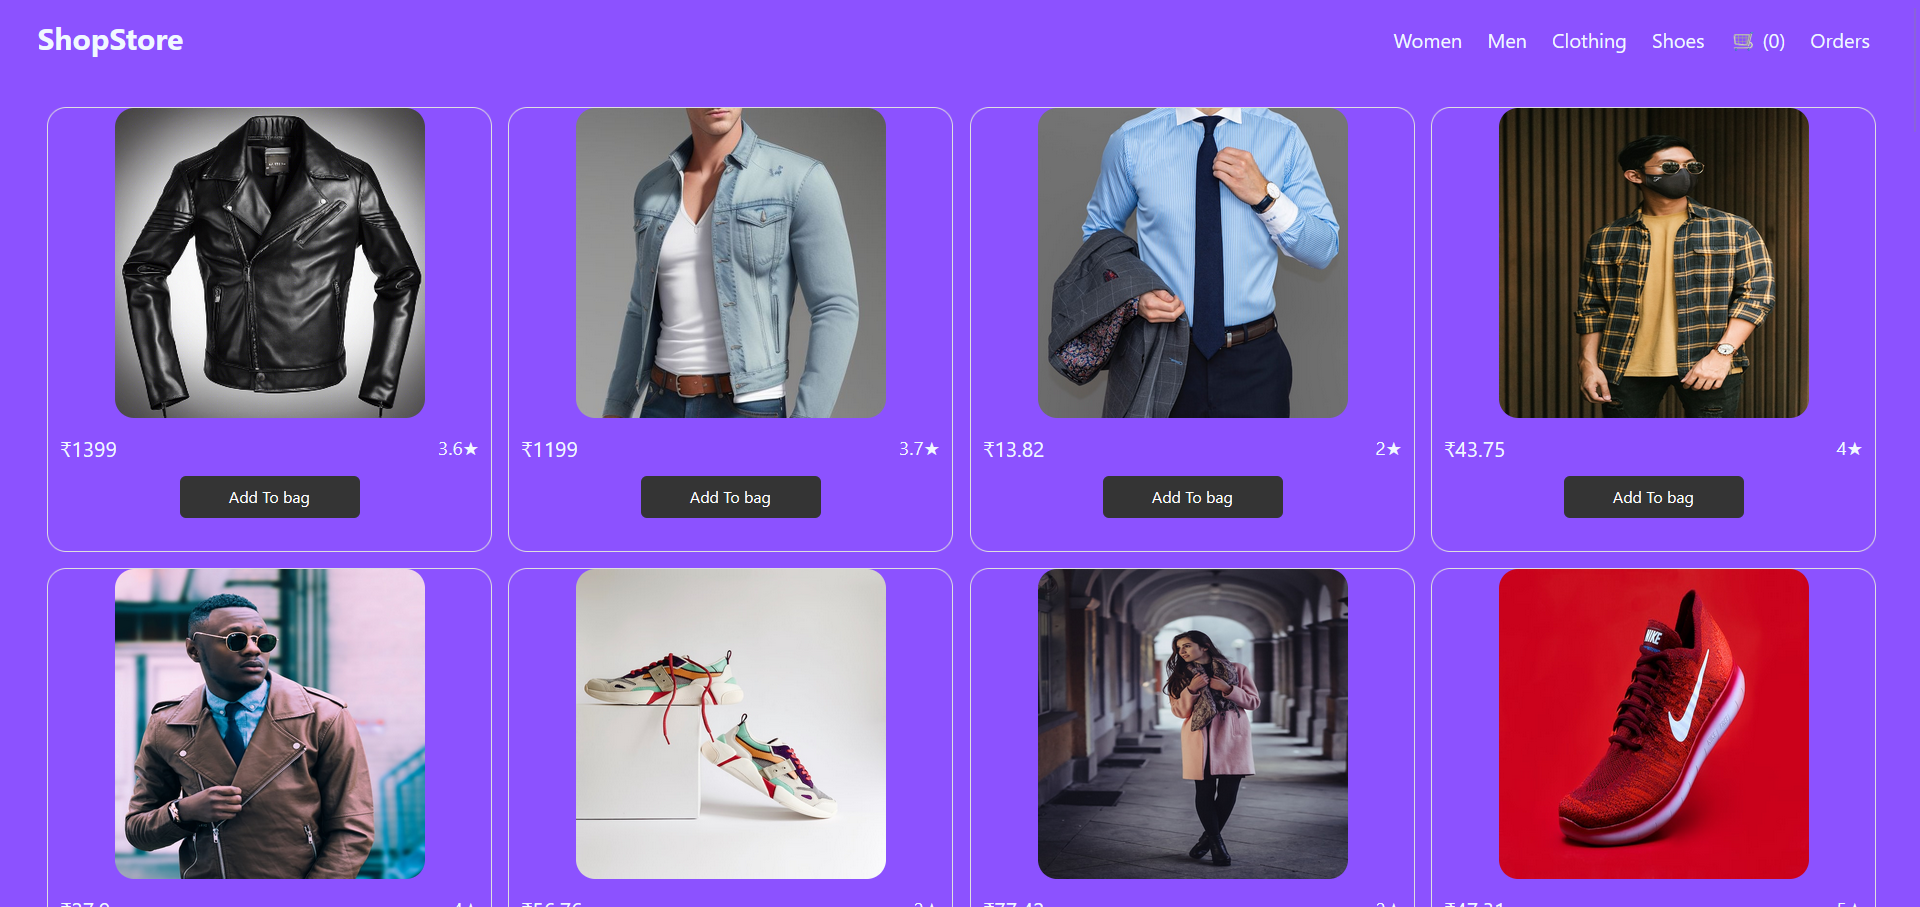 ShopStore
Women Men Clothing Shoes (0) Orders
₹1399 3.6★
Add To bag
₹1199 3.7★
Add To bag
₹13.82 2★
Add To bag
₹43.75 4★
Add To bag
NIKE